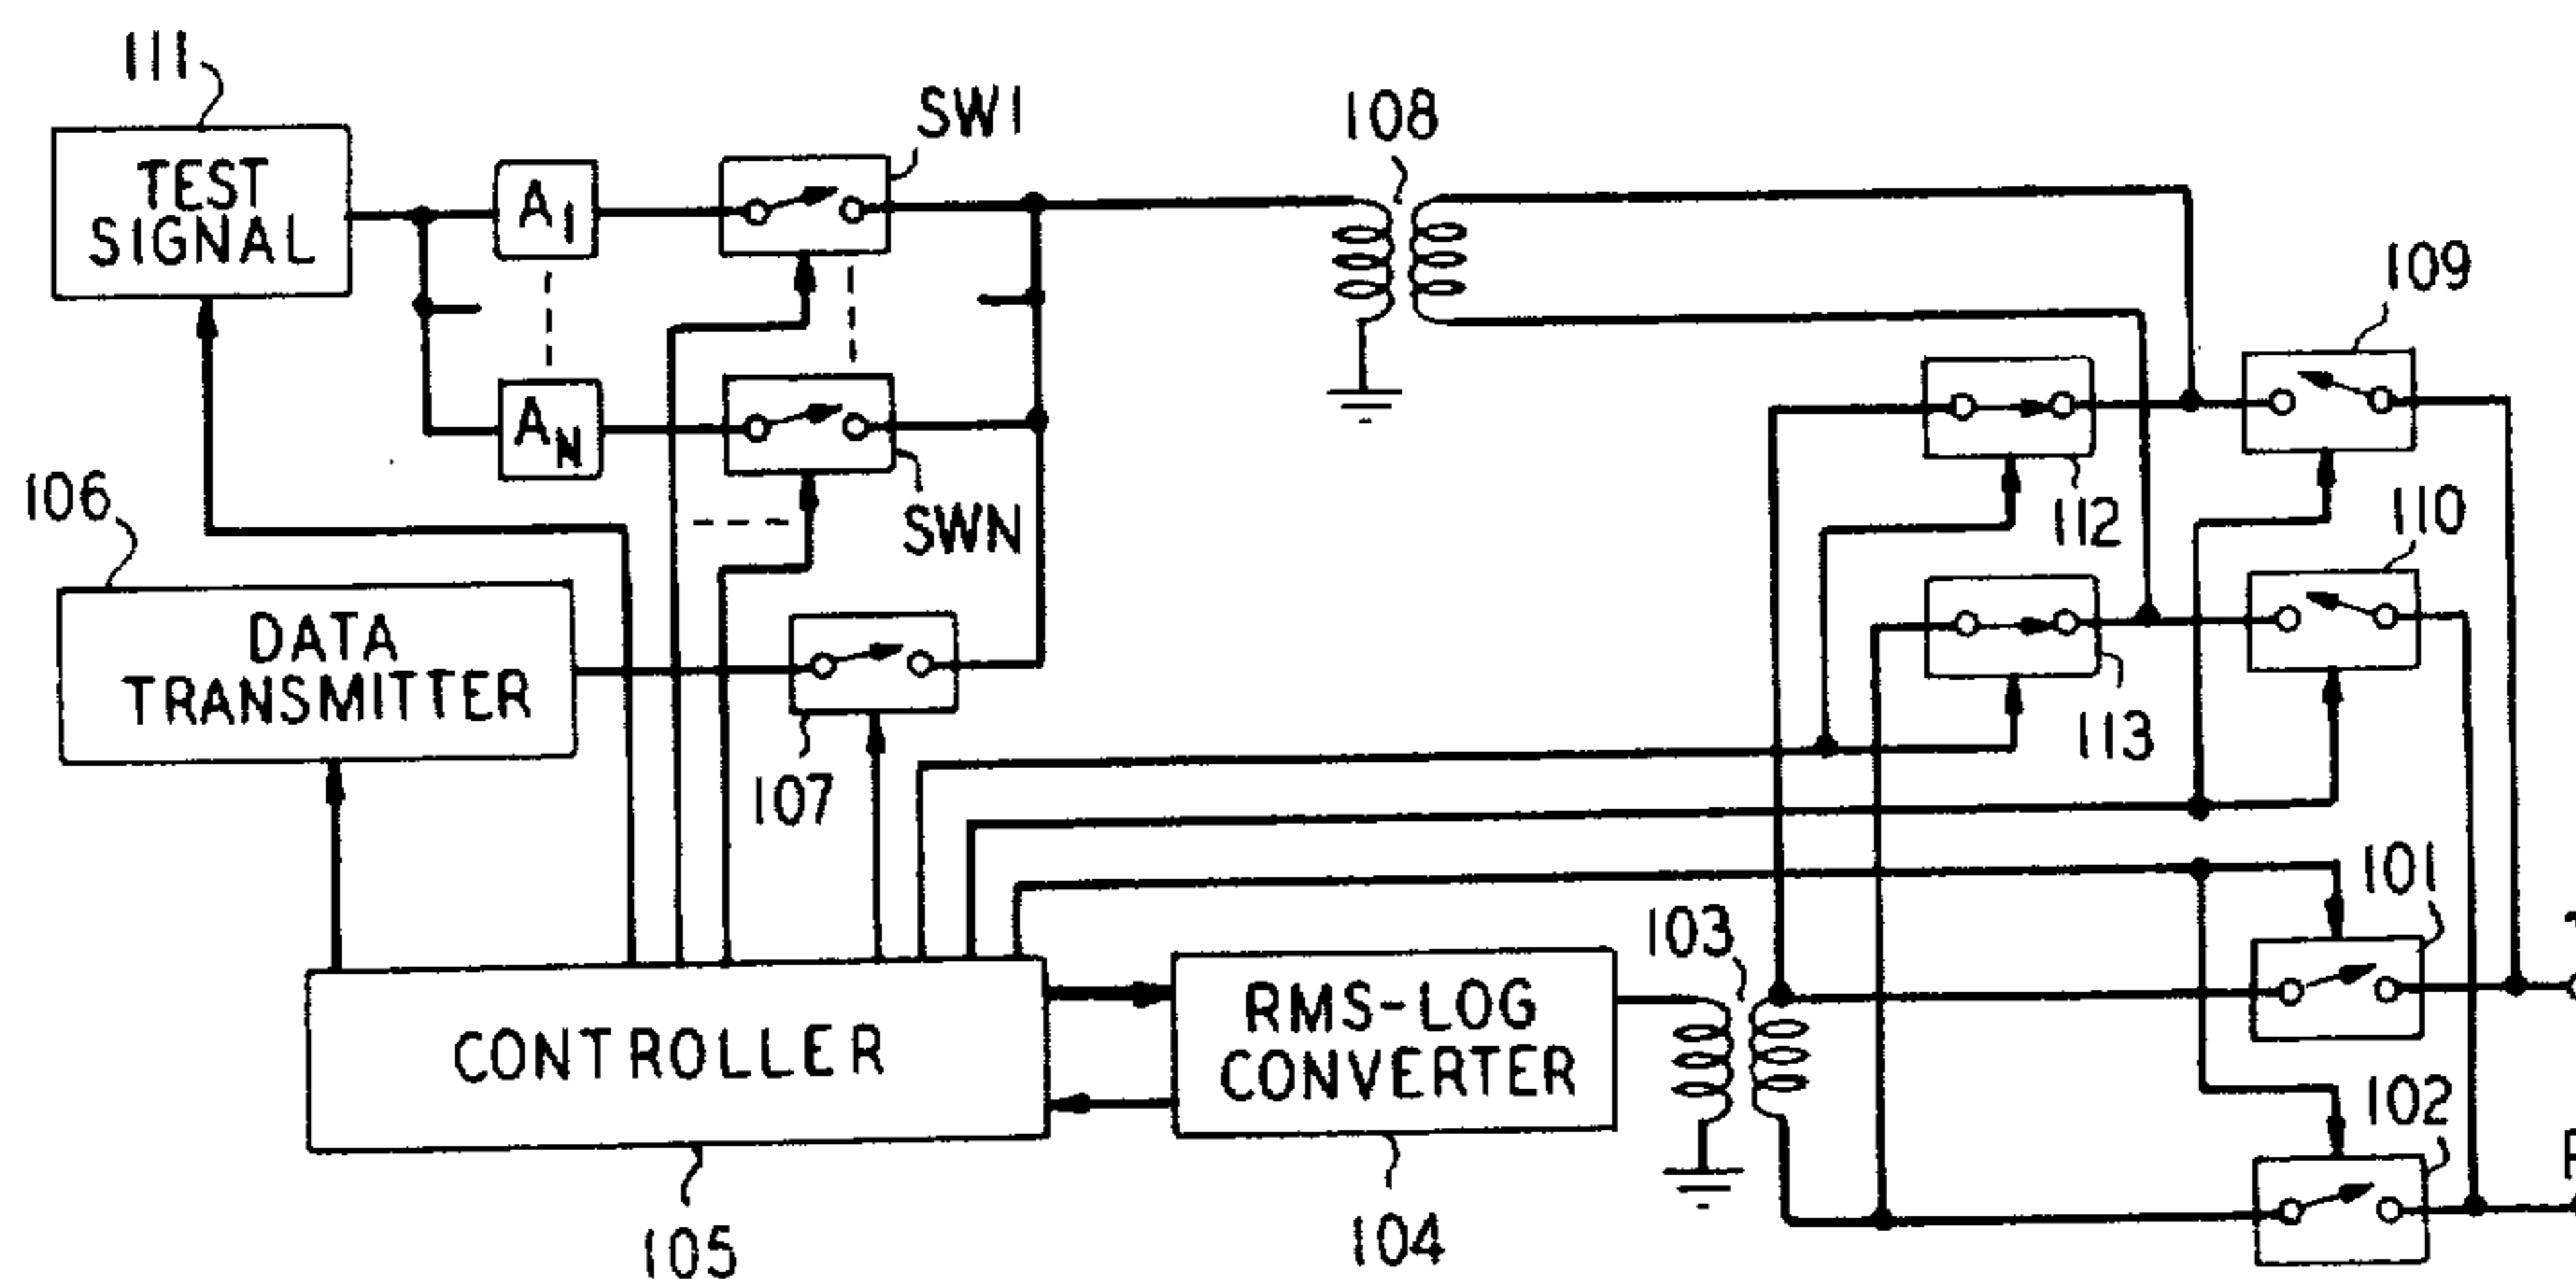 111
TEST
SIGNAL
A1
SW1
108
109
AN
SWN
112
110
106
DATA
TRANSMITTER
107
113
101
103
CONTROLLER
RMS-LOG
CONVERTER
102
105
104